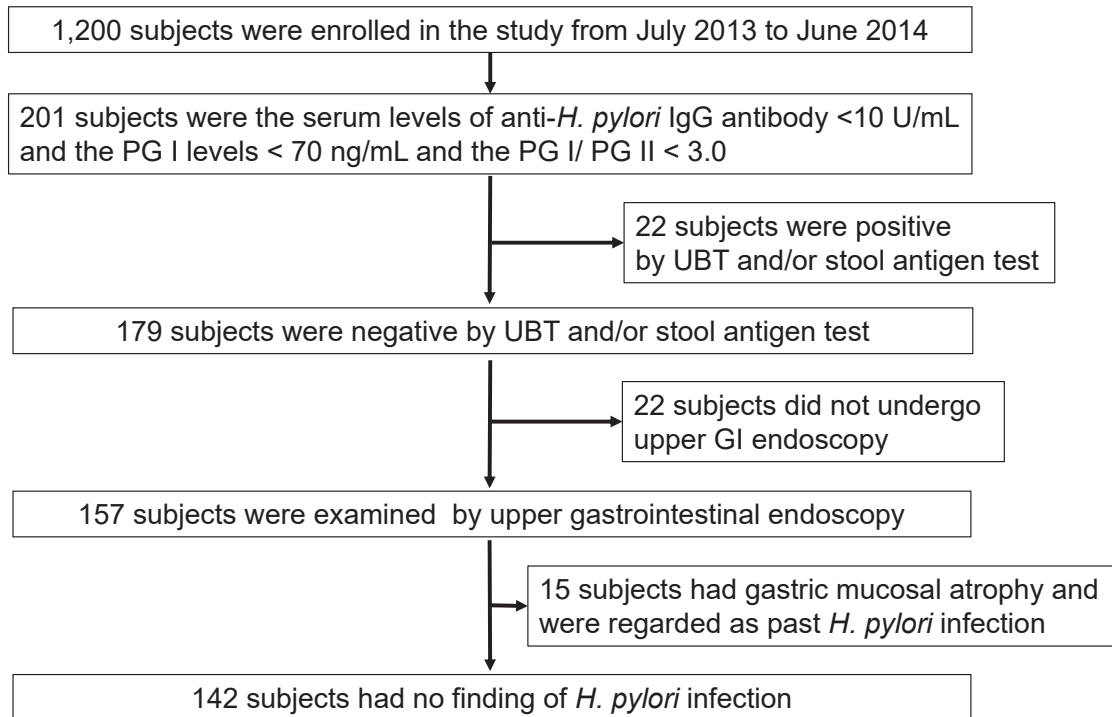 1,200 subjects were enrolled in the study from July 2013 to June 2014
201 subjects were the serum levels of anti-H. pylori IgG antibody <10 U/mL
and the PG I levels < 70 ng/mL and the PG I/ PG II < 3.0
22 subjects were positive
by UBT and/or stool antigen test
179 subjects were negative by UBT and/or stool antigen test
22 subjects did not undergo
upper GI endoscopy
157 subjects were examined  by upper gastrointestinal endoscopy
15 subjects had gastric mucosal atrophy and
were regarded as past H. pylori infection
142 subjects had no finding of H. pylori infection